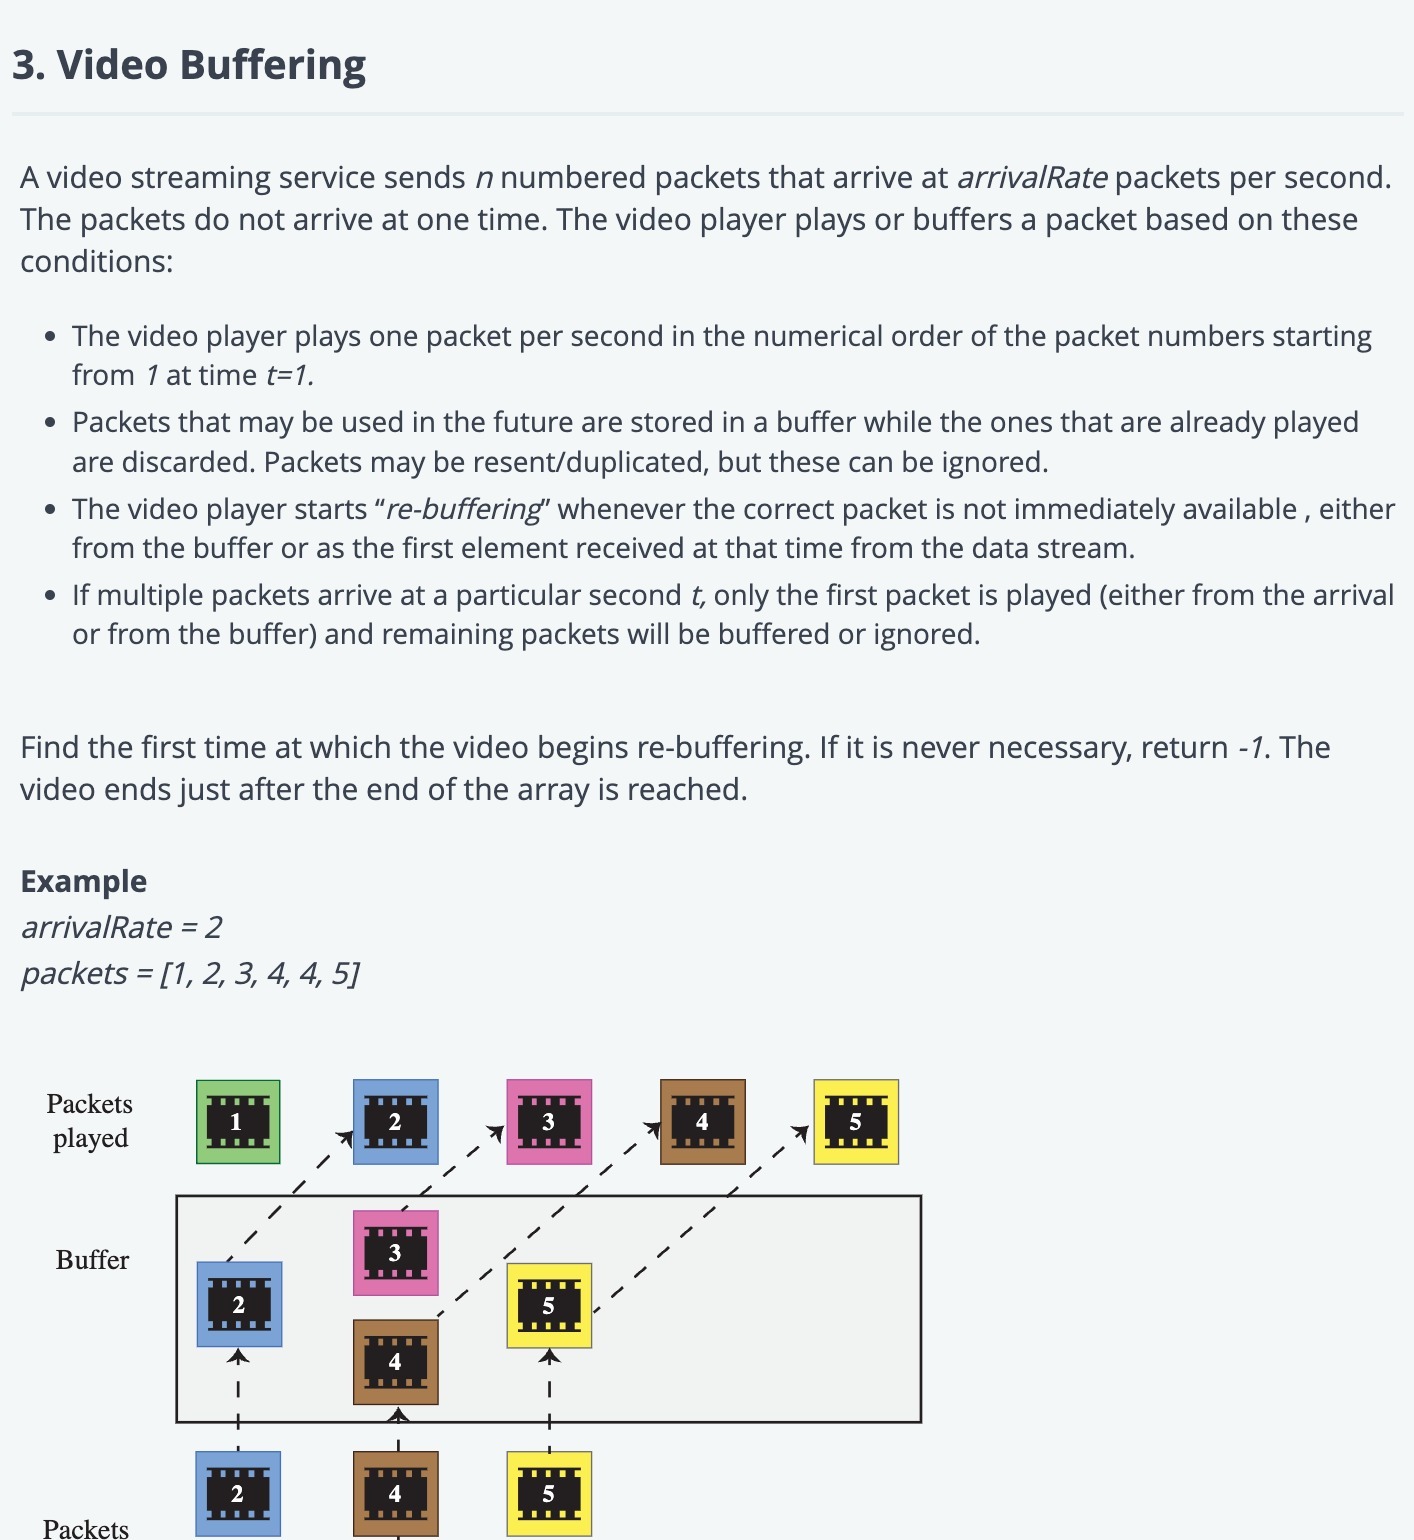 3. Video Buffering
A video streaming service sends n numbered packets that arrive at arrivalRate packets per second.
The packets do not arrive at one time. The video player plays or buffers a packet based on these
conditions:
• The video player plays one packet per second in the numerical order of the packet numbers starting
from 1 at time t=1.
• Packets that may be used in the future are stored in a buffer while the ones that are already played
are discarded. Packets may be resent/duplicated, but these can be ignored.
• The video player starts “re-buffering” whenever the correct packet is not immediately available , either
from the buffer or as the first element received at that time from the data stream.
• If multiple packets arrive at a particular second t, only the first packet is played (either from the arrival
or from the buffer) and remaining packets will be buffered or ignored.
Find the first time at which the video begins re-buffering. If it is never necessary, return -1. The
video ends just after the end of the array is reached.
Example
arrivalRate = 2
packets = [1, 2, 3, 4, 4, 5]
Packets
played
1 2 3 4 5
Buffer
3
2 5
4
2 4 5
Packets